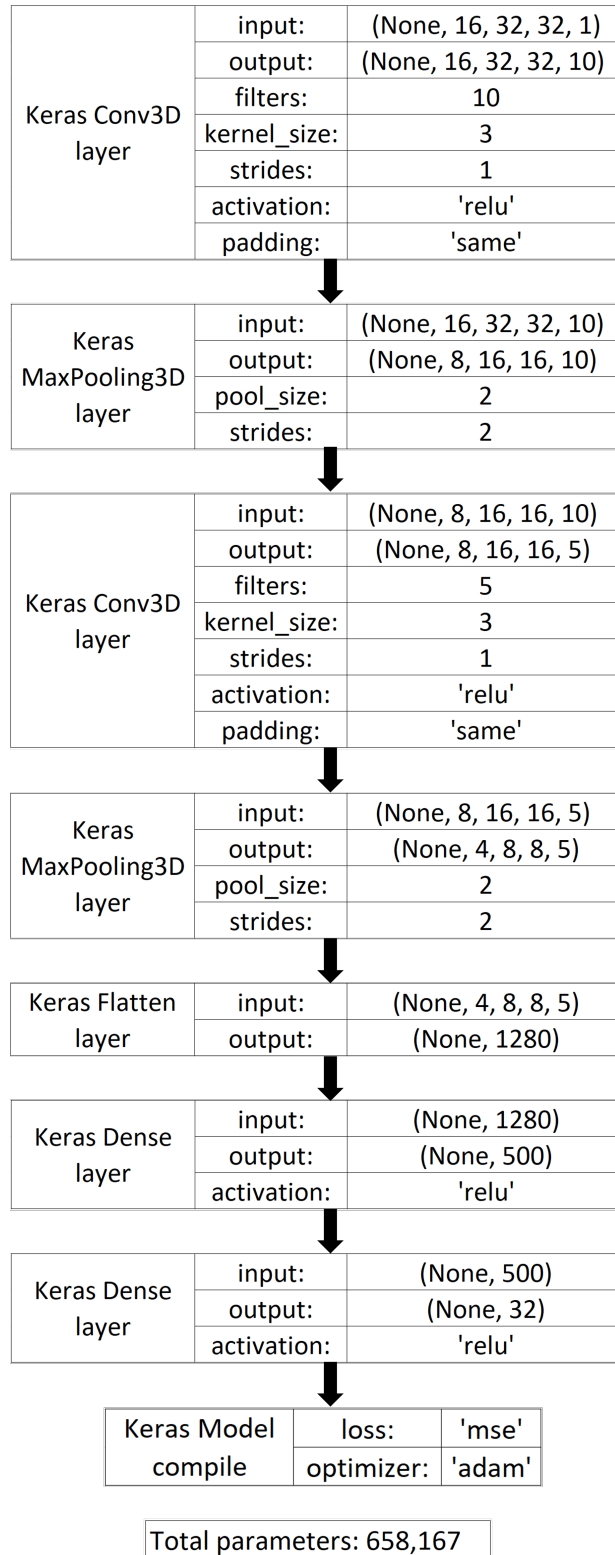 Keras Conv3D
layer
input: (None, 16, 32, 32, 1)
output: (None, 16, 32, 32, 10)
filters: 10
kernel_size: 3
strides: 1
activation: 'relu'
padding: 'same'
Keras
MaxPooling3D
layer
input: (None, 16, 32, 32, 10)
output: (None, 8, 16, 16, 10)
pool_size: 2
strides: 2
Keras Conv3D
layer
input: (None, 8, 16, 16, 10)
output: (None, 8, 16, 16, 5)
filters: 5
kernel_size: 3
strides: 1
activation: 'relu'
padding: 'same'
Keras
MaxPooling3D
layer
input: (None, 8, 16, 16, 5)
output: (None, 4, 8, 8, 5)
pool_size: 2
strides: 2
Keras Flatten
layer
input: (None, 4, 8, 8, 5)
output: (None, 1280)
Keras Dense
layer
input: (None, 1280)
output: (None, 500)
activation: 'relu'
Keras Dense
layer
input: (None, 500)
output: (None, 32)
activation: 'relu'
Keras Model
compile
loss: 'mse'
optimizer: 'adam'
Total parameters: 658,167